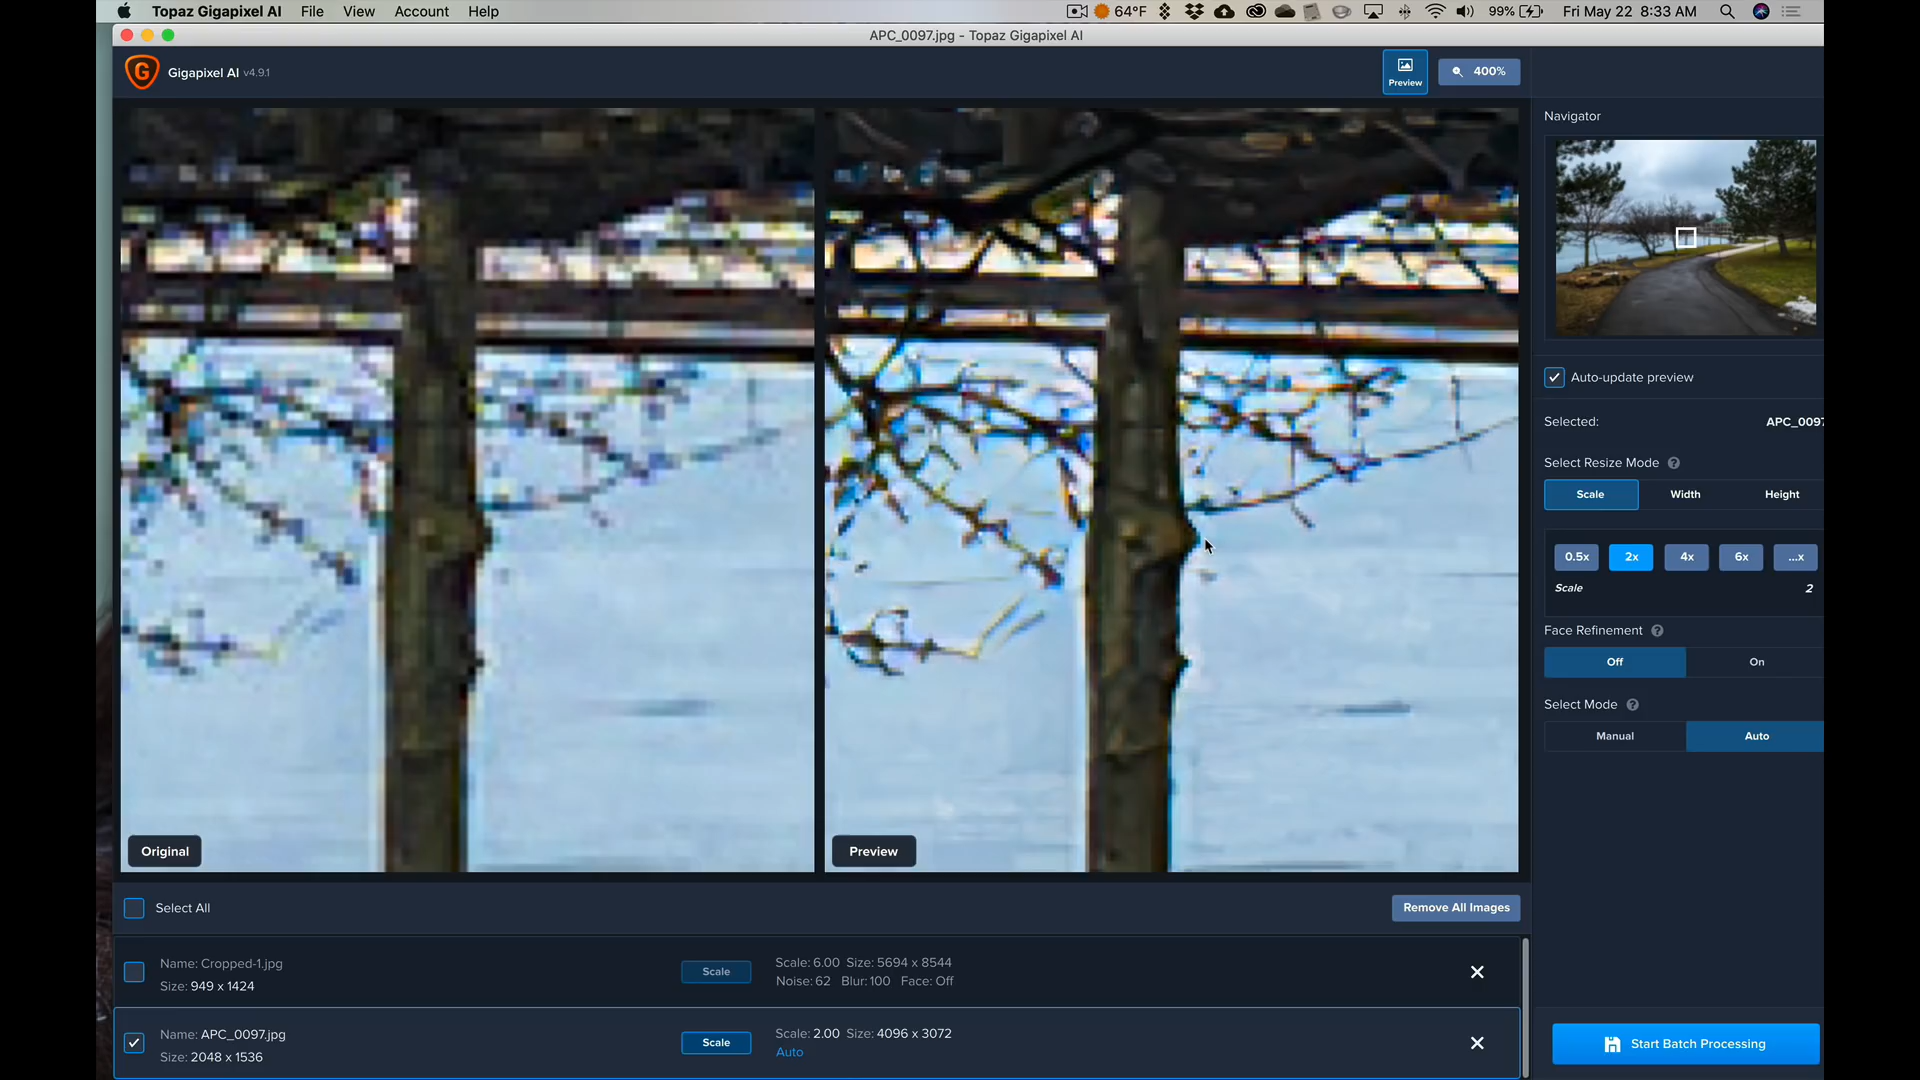 Topaz Gigapixel AI File View Account Help 64°F 99% Fri May 22 8:33 AM
APC_0097.jpg - Topaz Gigapixel AI
G Gigapixel AI v4.9.1
Preview
400%
Navigator
Auto-update preview
Selected: APC_0097
Select Resize Mode ?
Scale Width Height
0.5x 2x 4x 6x ...x
Scale 2
Face Refinement ?
Off On
Select Mode ?
Manual Auto
Original
Preview
Select All
Remove All Images
Name: Cropped-1.jpg
Size: 949 x 1424
Scale
Scale: 6.00 Size: 5694 x 8544
Noise: 62 Blur: 100 Face: Off
Name: APC_0097.jpg
Size: 2048 x 1536
Scale
Scale: 2.00 Size: 4096 x 3072
Auto
Start Batch Processing